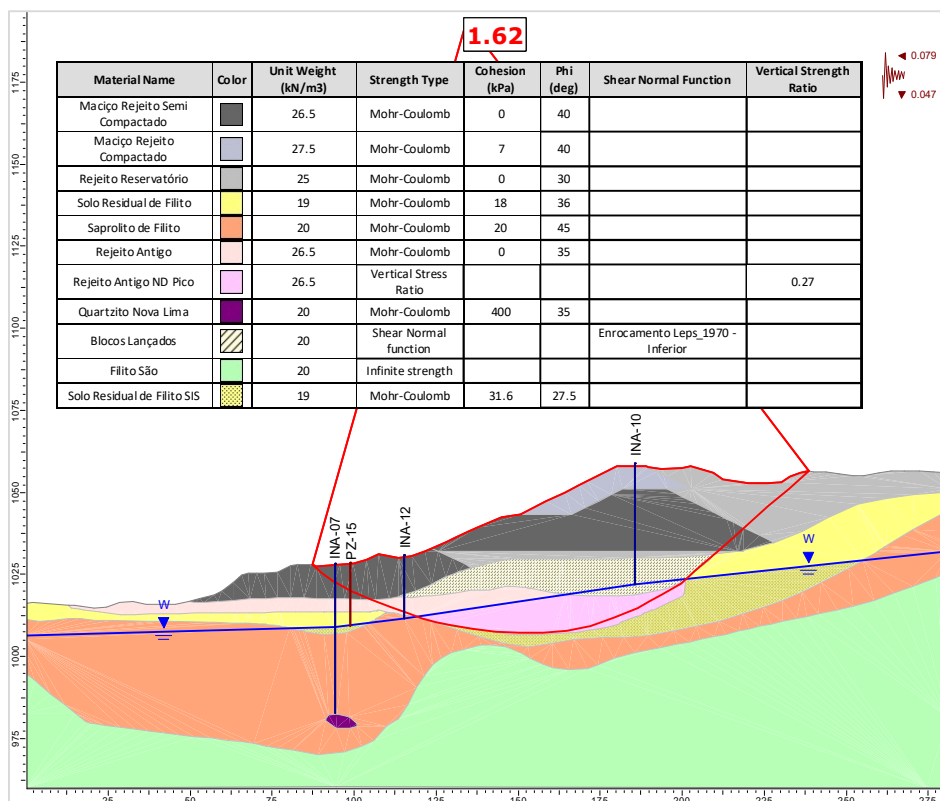 1.62
0.079
0.047
Material Name Color Unit Weight (kN/m3) Strength Type Cohesion (kPa) Phi (deg) Shear Normal Function Vertical Strength Ratio
Maciço Rejeito Semi Compactado 26.5 Mohr-Coulomb 0 40
Maciço Rejeito Compactado 27.5 Mohr-Coulomb 7 40
Rejeito Reservatório 25 Mohr-Coulomb 0 30
Solo Residual de Filito 19 Mohr-Coulomb 18 36
Saprolito de Filito 20 Mohr-Coulomb 20 45
Rejeito Antigo 26.5 Mohr-Coulomb 0 35
Rejeito Antigo ND Pico 26.5 Vertical Stress Ratio 0.27
Quartzito Nova Lima 20 Mohr-Coulomb 400 35
Blocos Lançados 20 Shear Normal function Enrocamento Leps_1970 - Inferior
Filito São 20 Infinite strength
Solo Residual de Filito SIS 19 Mohr-Coulomb 31.6 27.5
1175
1150
1125
1100
1075
1050
1025
1000
975
INA-07
PZ-15
INA-12
INA-10
W
W
25
50
75
100
125
150
175
200
225
250
275